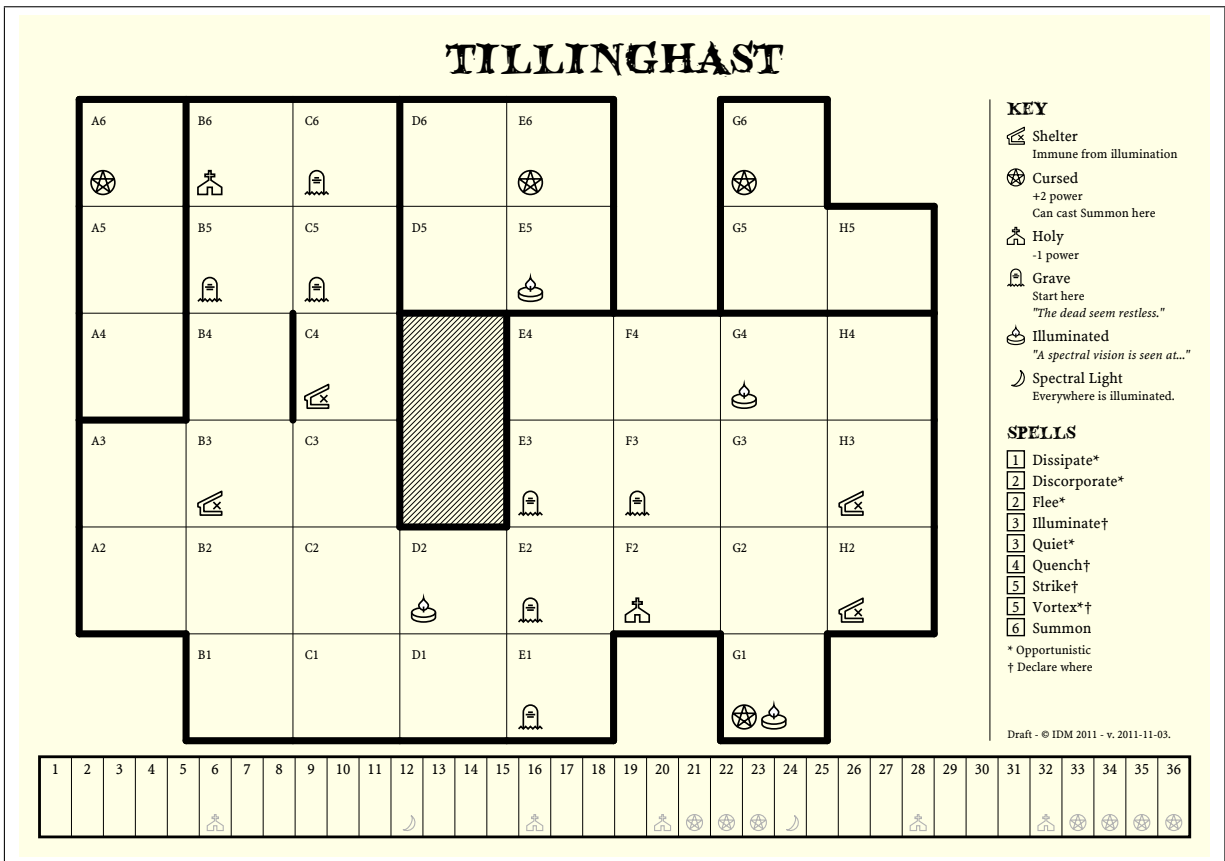 TILLINGHAST
A6 B6 C6 D6 E6 G6
A5 B5 C5 D5 E5 G5 H5
A4 B4 C4 E4 F4 G4 H4
A3 B3 C3 E3 F3 G3 H3
A2 B2 C2 D2 E2 F2 G2 H2
B1 C1 D1 E1 G1
KEY
Shelter
Immune from illumination
Cursed
+2 power
Can cast Summon here
Holy
-1 power
Grave
Start here
"The dead seem restless."
Illuminated
"A spectral vision is seen at..."
Spectral Light
Everywhere is illuminated.
SPELLS
1 Dissipate*
2 Discorporate*
2 Flee*
3 Illuminate†
3 Quiet*
4 Quench†
5 Strike†
5 Vortex*†
6 Summon
* Opportunistic
† Declare where
Draft - © IDM 2011 - v. 2011-11-03.
1 2 3 4 5 6 7 8 9 10 11 12 13 14 15 16 17 18 19 20 21 22 23 24 25 26 27 28 29 30 31 32 33 34 35 36